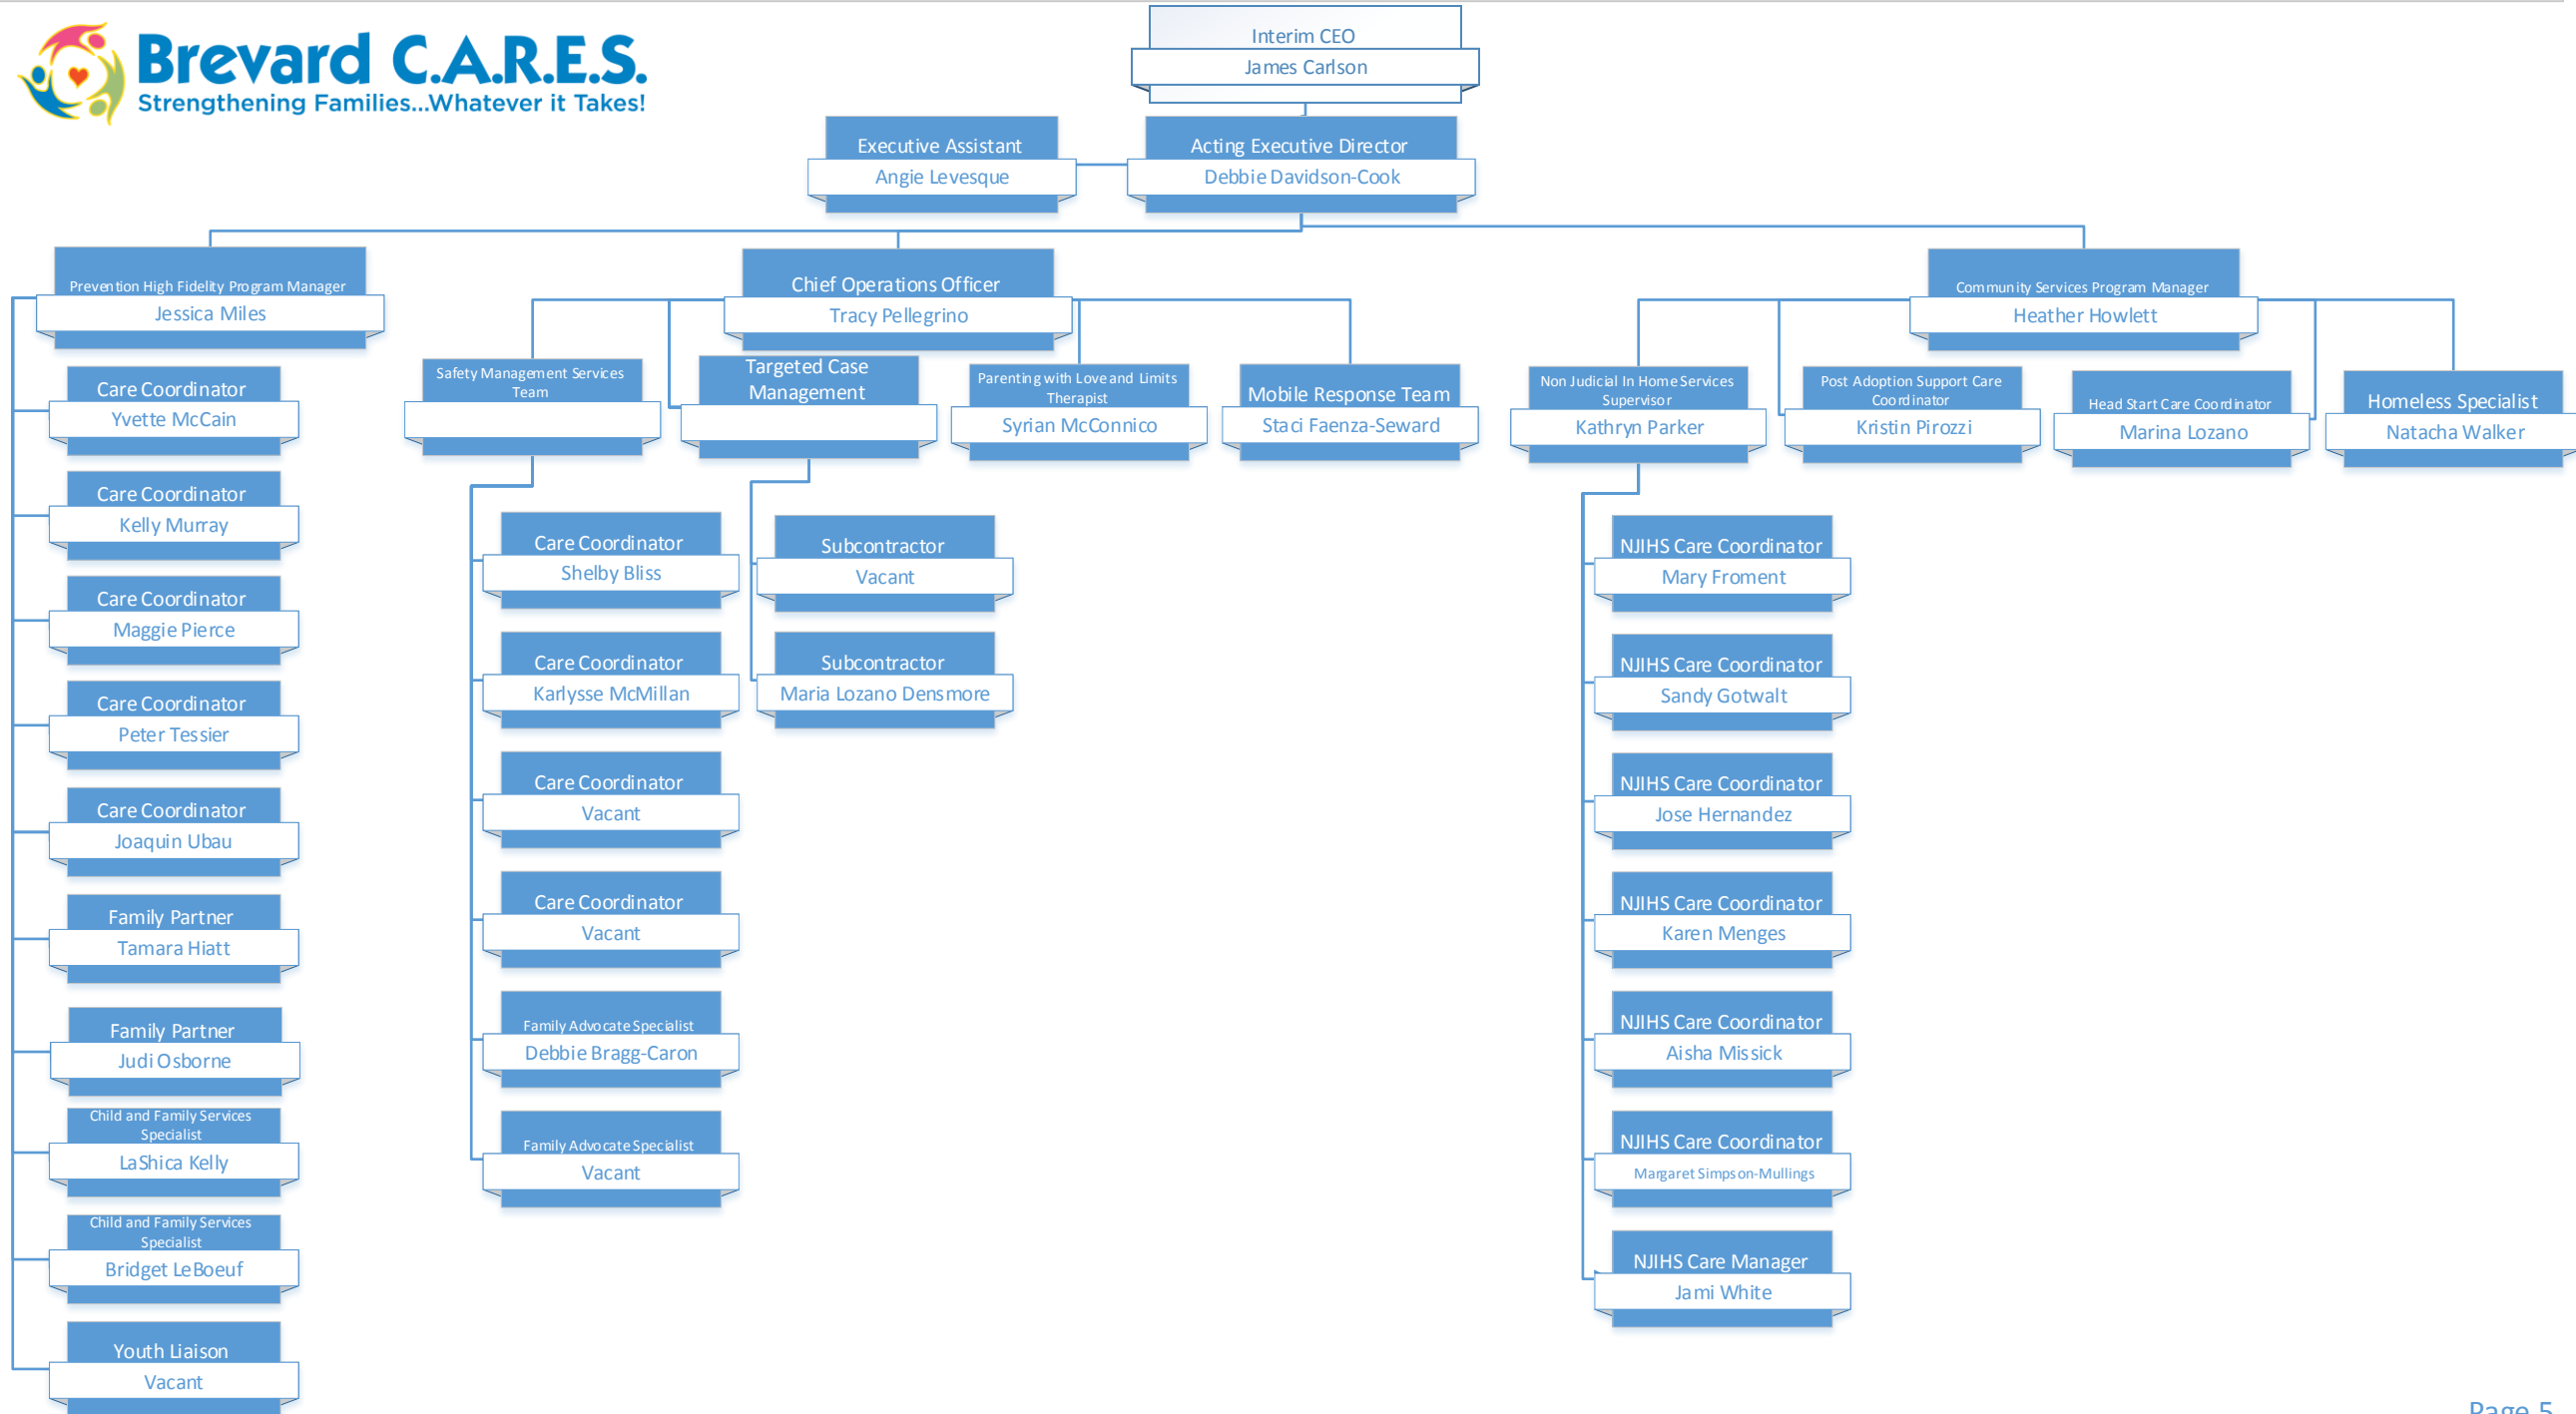 Brevard C.A.R.E.S.
Strengthening Families...Whatever it Takes!
Interim CEO
James Carlson
Executive Assistant
Angie Levesque
Acting Executive Director
Debbie Davidson-Cook
Prevention High Fidelity Program Manager
Jessica Miles
Care Coordinator
Yvette McCain
Care Coordinator
Kelly Murray
Care Coordinator
Maggie Pierce
Care Coordinator
Peter Tessier
Care Coordinator
Joaquin Ubau
Family Partner
Tamara Hiatt
Family Partner
Judi Osborne
Child and Family Services
Specialist
LaShica Kelly
Child and Family Services
Specialist
Bridget LeBoeuf
Youth Liaison
Vacant
Chief Operations Officer
Tracy Pellegrino
Safety Management Services
Team
Care Coordinator
Shelby Bliss
Care Coordinator
Karlysse McMillan
Care Coordinator
Vacant
Care Coordinator
Vacant
Family Advocate Specialist
Debbie Bragg-Caron
Family Advocate Specialist
Vacant
Targeted Case
Management
Subcontractor
Vacant
Subcontractor
Maria Lozano Densmore
Parenting with Love and Limits
Therapist
Syrian McConnico
Mobile Response Team
Staci Faenza-Seward
Community Services Program Manager
Heather Howlett
Non Judicial In Home Services
Supervisor
Kathryn Parker
NJIHS Care Coordinator
Mary Froment
NJIHS Care Coordinator
Sandy Gotwalt
NJIHS Care Coordinator
Jose Hernandez
NJIHS Care Coordinator
Karen Menges
NJIHS Care Coordinator
Aisha Missick
NJIHS Care Coordinator
Margaret Simpson-Mullings
NJIHS Care Manager
Jami White
Post Adoption Support Care
Coordinator
Kristin Pirozzi
Head Start Care Coordinator
Marina Lozano
Homeless Specialist
Natacha Walker
Page 5